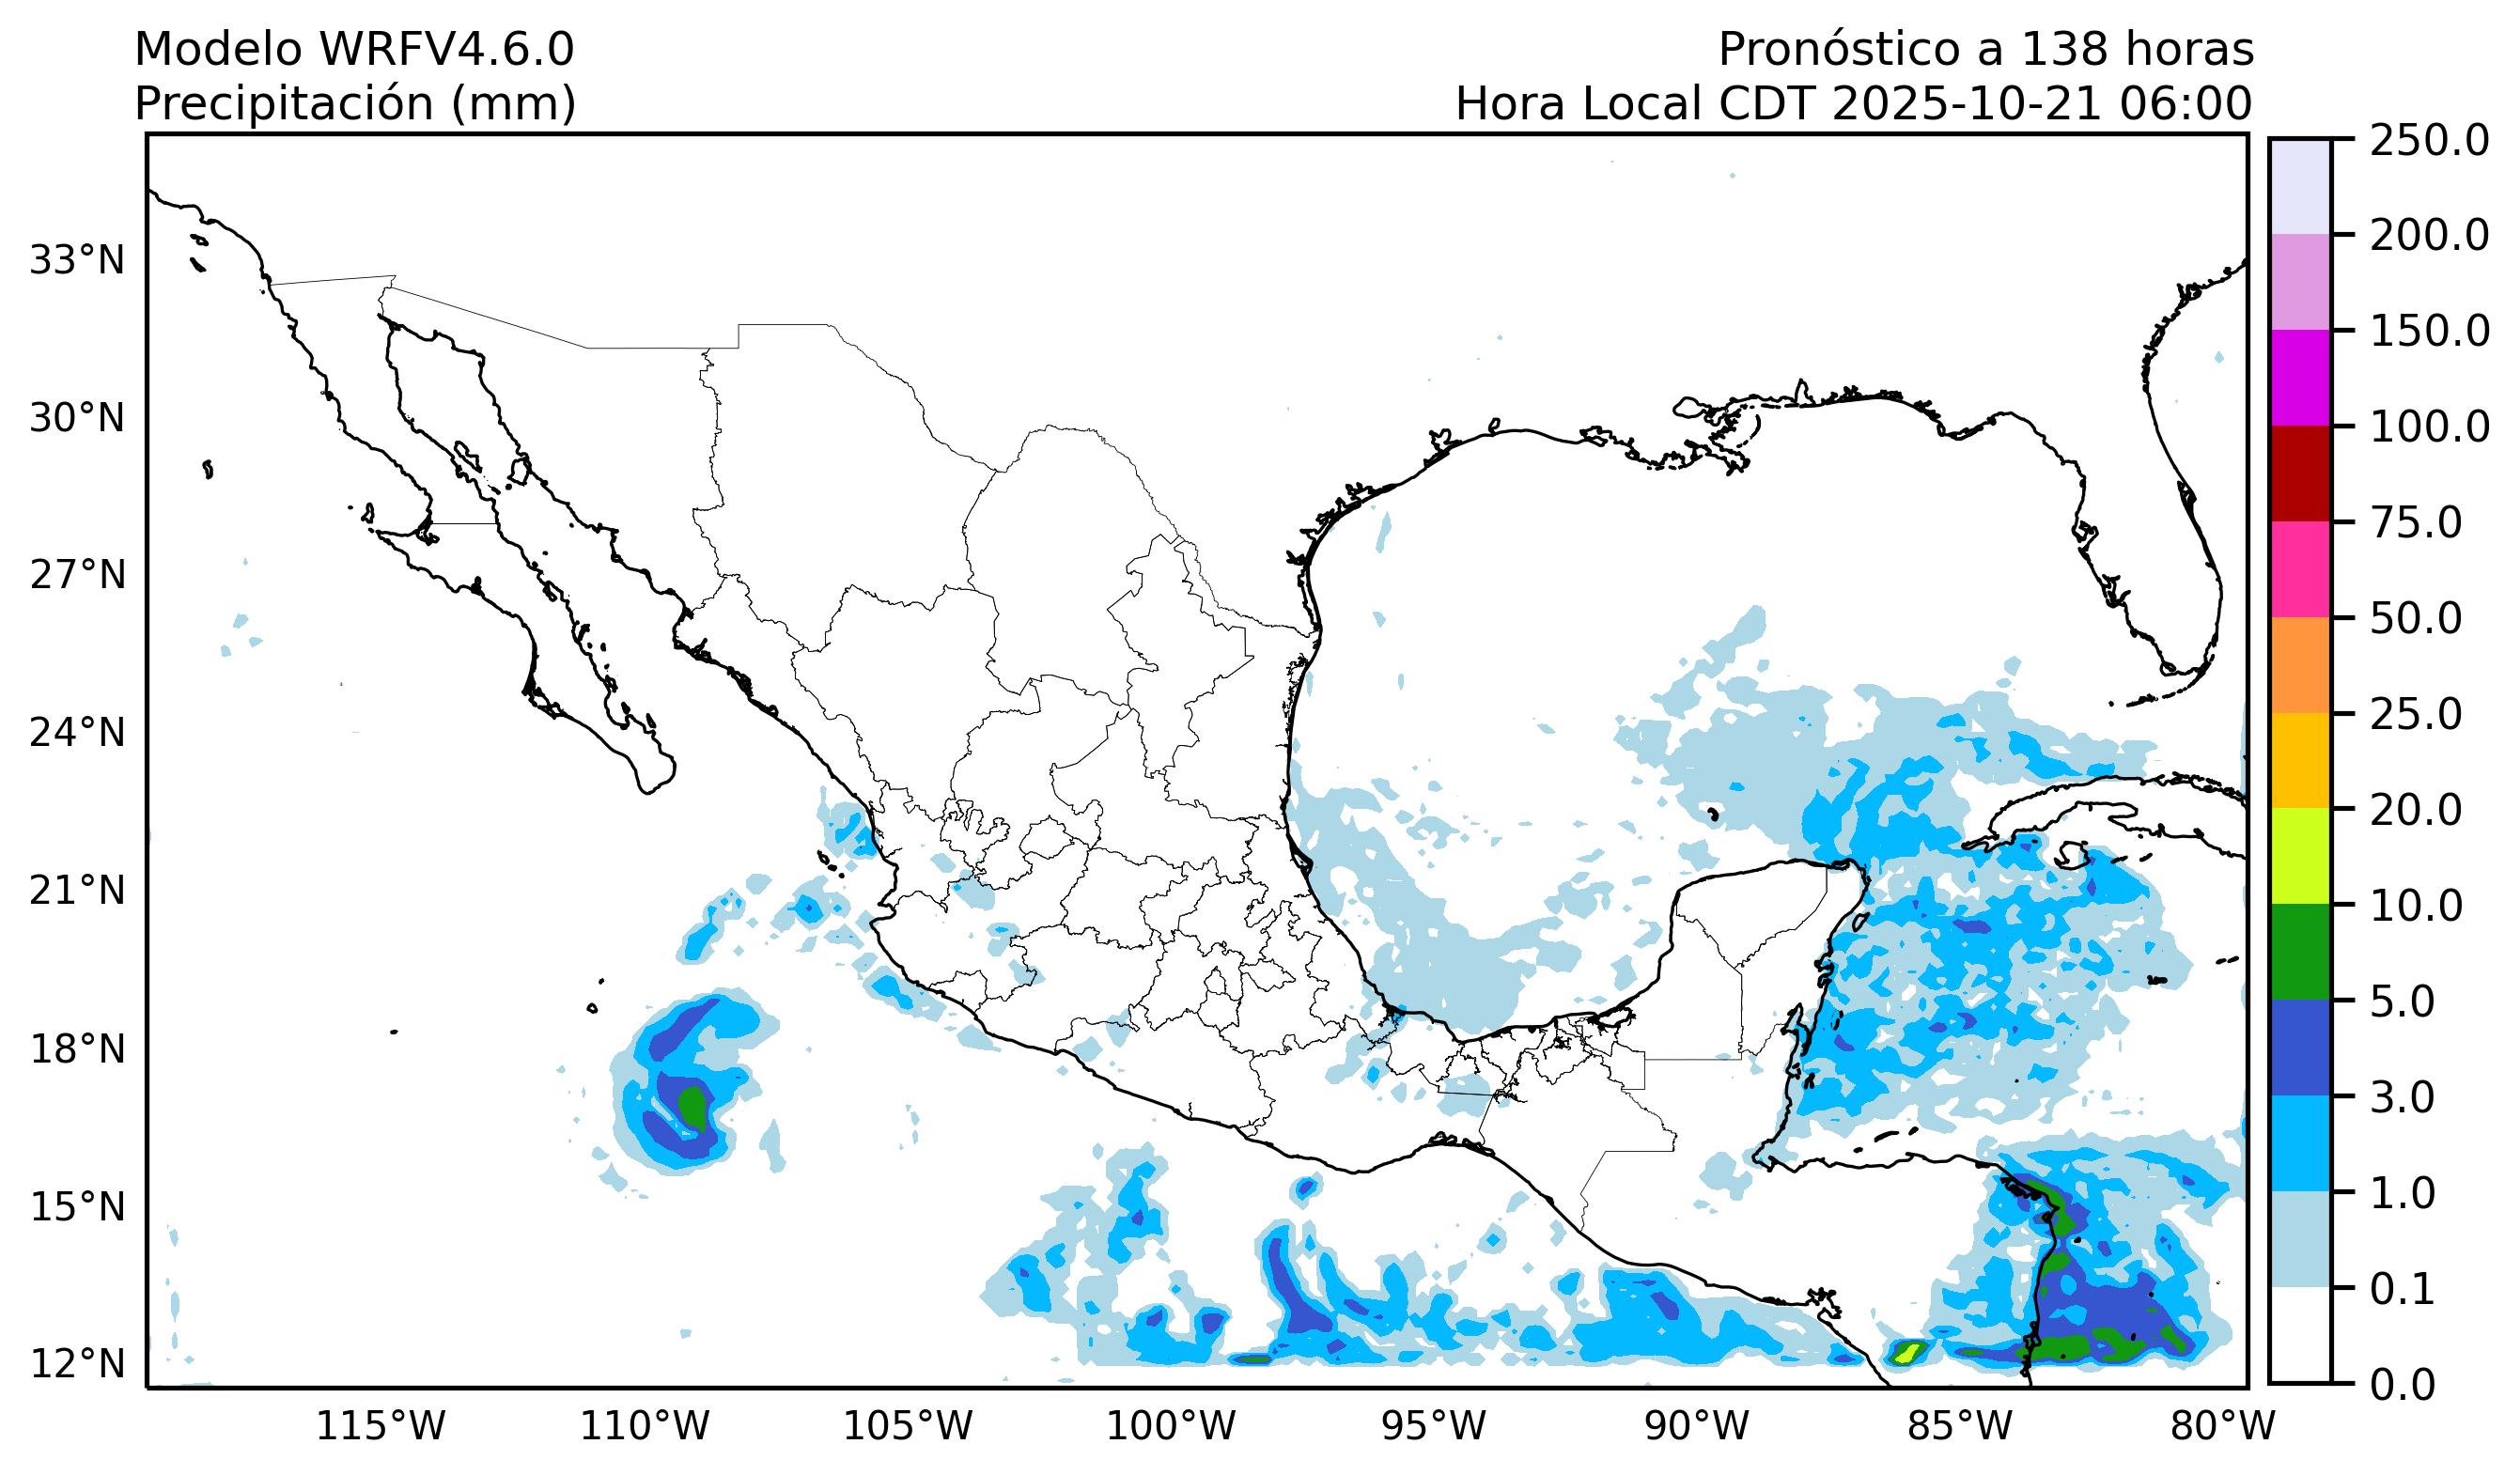 Modelo WRFV4.6.0
Precipitación (mm)
Pronóstico a 138 horas
Hora Local CDT 2025-10-21 06:00
33°N
30°N
27°N
24°N
21°N
18°N
15°N
12°N
115°W
110°W
105°W
100°W
95°W
90°W
85°W
80°W
250.0
200.0
150.0
100.0
75.0
50.0
25.0
20.0
10.0
5.0
3.0
1.0
0.1
0.0